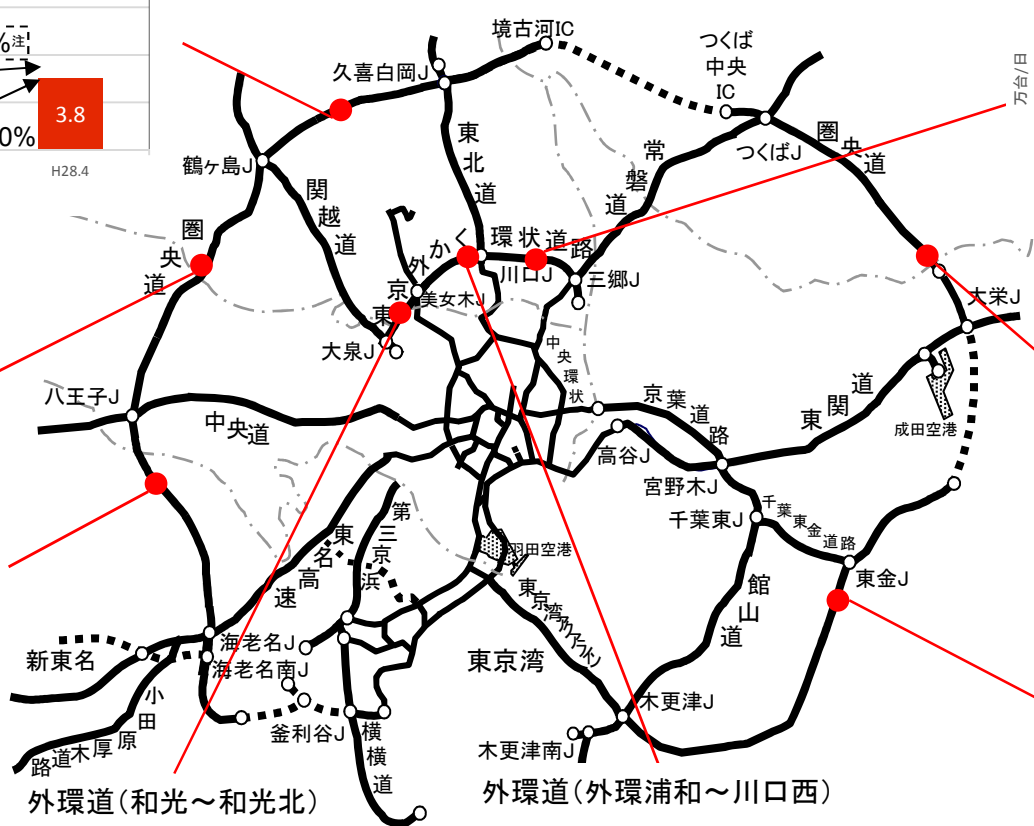 %注
3.8
0%
H28.4
万台/日
境古河IC
つくば
中央
IC
久喜白岡J
つくばJ
圏央道
東北道
常磐道
鶴ヶ島J
関越道
圏央道
東京外かく環状道路
川口J
三郷J
美女木J
大泉J
大栄J
中央環状
八王子J
中央道
京葉道路
東関道
成田空港
高谷J
宮野木J
千葉東J
千葉東金道路
東金J
第三京浜
東名高速
羽田空港
東京湾アクアライン
館山道
東京湾
海老名J
海老名南J
新東名
小田原厚木道路
釜利谷J
横横道
木更津J
木更津南J
外環道(和光~和光北)
外環道(外環浦和~川口西)